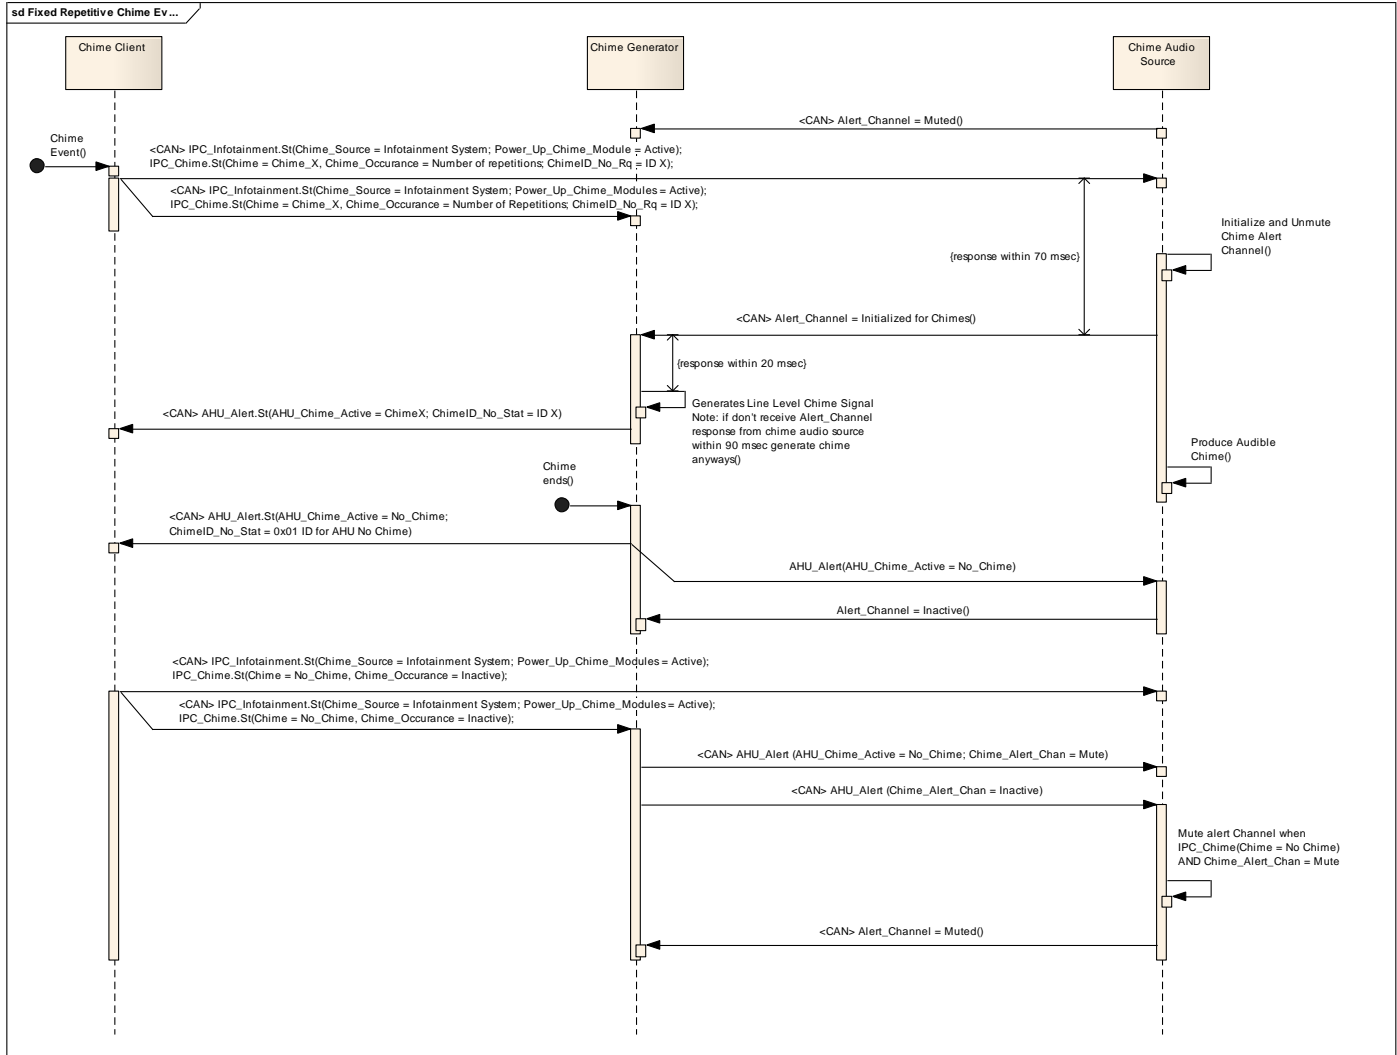 sd Fixed Repetitive Chime Ev...
Chime Client
Chime Generator
Chime Audio
Source
<CAN> Alert_Channel = Muted()
Chime
Event()
<CAN> IPC_Infotainment.St(Chime_Source = Infotainment System; Power_Up_Chime_Module = Active);
IPC_Chime.St(Chime = Chime_X, Chime_Occurance = Number of repetitions; ChimeID_No_Rq = ID X);
<CAN> IPC_Infotainment.St(Chime_Source = Infotainment System; Power_Up_Chime_Modules = Active);
IPC_Chime.St(Chime = Chime_X, Chime_Occurance = Number of Repetitions; ChimeID_No_Rq = ID X);
Initialize and Unmute
Chime Alert
Channel()
{response within 70 msec}
<CAN> Alert_Channel = Initialized for Chimes()
{response within 20 msec}
Generates Line Level Chime Signal
Note: if don't receive Alert_Channel
response from chime audio source
within 90 msec generate chime
anyways()
<CAN> AHU_Alert.St(AHU_Chime_Active = ChimeX; ChimeID_No_Stat = ID X)
Produce Audible
Chime()
Chime
ends()
<CAN> AHU_Alert.St(AHU_Chime_Active = No_Chime;
ChimeID_No_Stat = 0x01 ID for AHU No Chime)
AHU_Alert(AHU_Chime_Active = No_Chime)
Alert_Channel = Inactive()
<CAN> IPC_Infotainment.St(Chime_Source = Infotainment System; Power_Up_Chime_Modules = Active);
IPC_Chime.St(Chime = No_Chime, Chime_Occurance = Inactive);
<CAN> IPC_Infotainment.St(Chime_Source = Infotainment System; Power_Up_Chime_Modules = Active);
IPC_Chime.St(Chime = No_Chime, Chime_Occurance = Inactive);
<CAN> AHU_Alert (AHU_Chime_Active = No_Chime; Chime_Alert_Chan = Mute)
<CAN> AHU_Alert (Chime_Alert_Chan = Inactive)
Mute alert Channel when
IPC_Chime(Chime = No Chime)
AND Chime_Alert_Chan = Mute
<CAN> Alert_Channel = Muted()